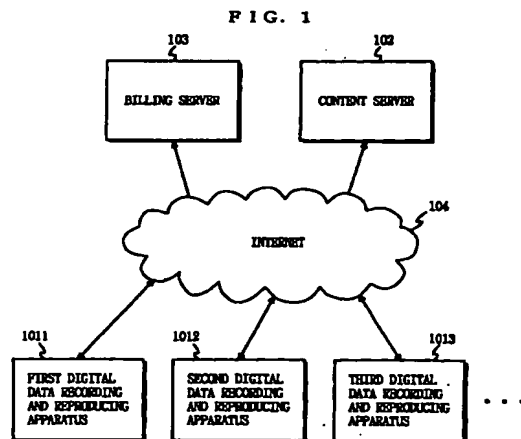 FIG. 1
103
102
BILLING SERVER
CONTENT SERVER
104
INTERNET
1011
1012
1013
FIRST DIGITAL
DATA RECORDING
AND REPRODUCING
APPARATUS
SECOND DIGITAL
DATA RECORDING
AND REPRODUCING
APPARATUS
THIRD DIGITAL
DATA RECORDING
AND REPRODUCING
APPARATUS
. . .